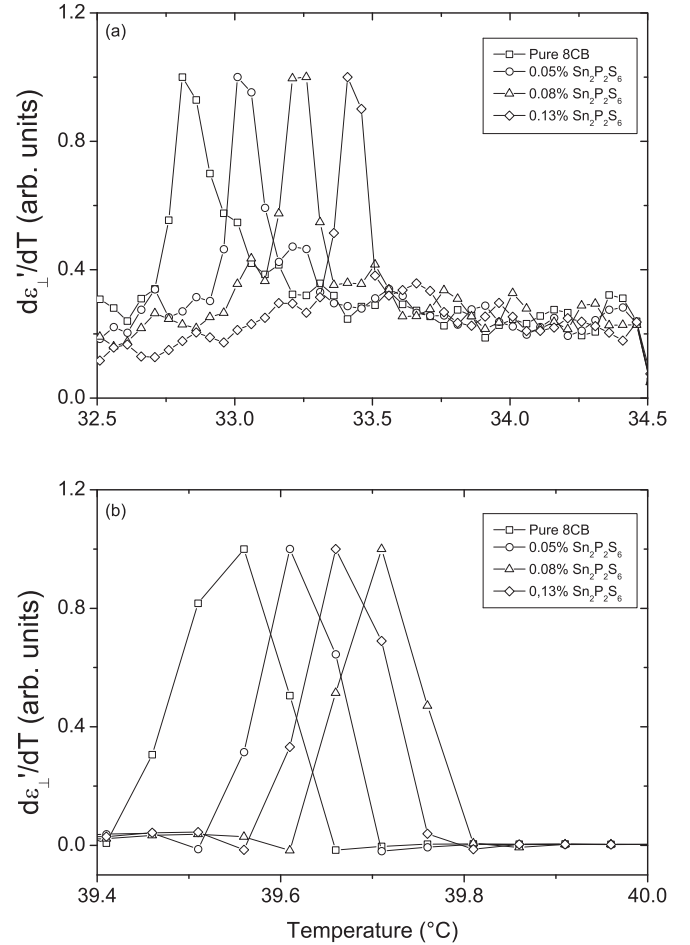 (a)
Pure 8CB
0.05% Sn₂P₂S₆
0.08% Sn₂P₂S₆
0.13% Sn₂P₂S₆
1.2
0.8
0.4
0.0
dε⊥'/dT (arb. units)
32.5 33.0 33.5 34.0 34.5
(b)
Pure 8CB
0.05% Sn₂P₂S₆
0.08% Sn₂P₂S₆
0,13% Sn₂P₂S₆
1.2
0.8
0.4
0.0
dε⊥'/dT (arb. units)
39.4 39.6 39.8 40.0
Temperature (°C)